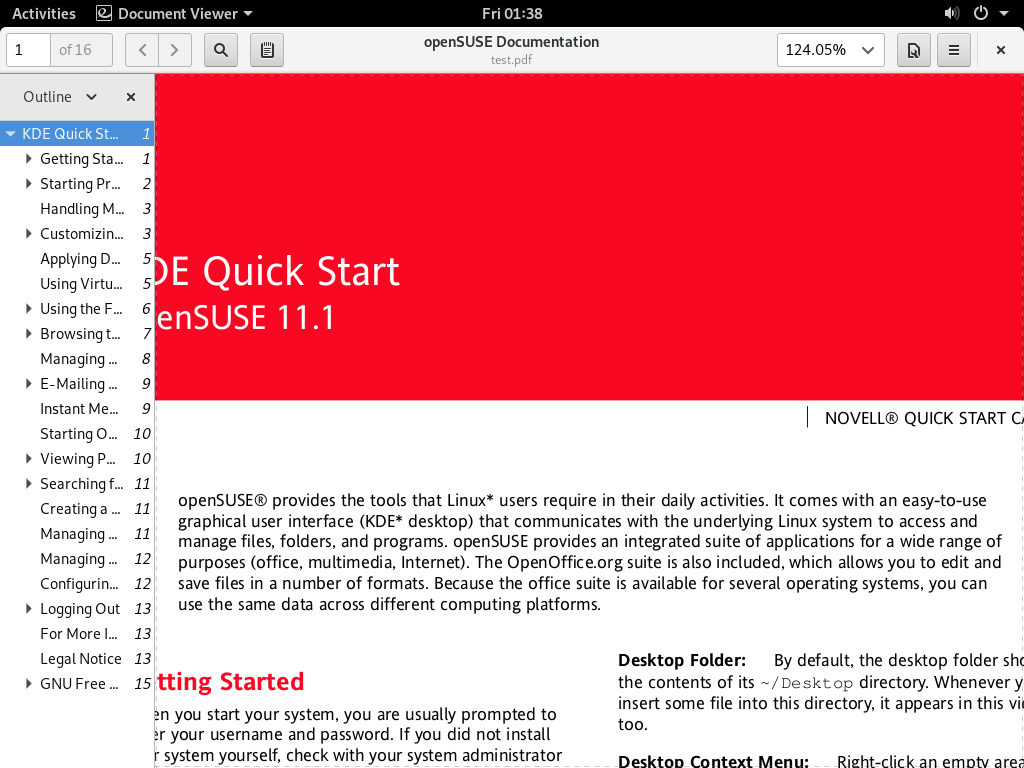 Activities Document Viewer Fri 01:38
1 of 16 openSUSE Documentation 124.05%
test.pdf
Outline
KDE Quick St... 1
Getting Sta... 1
Starting Pr... 2
Handling M... 3
Customizin... 3
Applying D... 5
Using Virtu... 5
Using the F... 6
Browsing t... 7
Managing ... 8
E-Mailing ... 9
Instant Me... 9
Starting O... 10
Viewing P... 10
Searching f... 11
Creating a ... 11
Managing ... 11
Managing ... 12
Configurin... 12
Logging Out 13
For More I... 13
Legal Notice 13
GNU Free ... 15
DE Quick Start
enSUSE 11.1
NOVELL® QUICK START CA
openSUSE® provides the tools that Linux* users require in their daily activities. It comes with an easy-to-use
graphical user interface (KDE* desktop) that communicates with the underlying Linux system to access and
manage files, folders, and programs. openSUSE provides an integrated suite of applications for a wide range of
purposes (office, multimedia, Internet). The OpenOffice.org suite is also included, which allows you to edit and
save files in a number of formats. Because the office suite is available for several operating systems, you can
use the same data across different computing platforms.
tting Started
en you start your system, you are usually prompted to
er your username and password. If you did not install
r system yourself, check with your system administrator
Desktop Folder: By default, the desktop folder sho
the contents of its ~/Desktop directory. Whenever y
insert some file into this directory, it appears in this vie
too.
Desktop Context Menu: Right-click an empty area